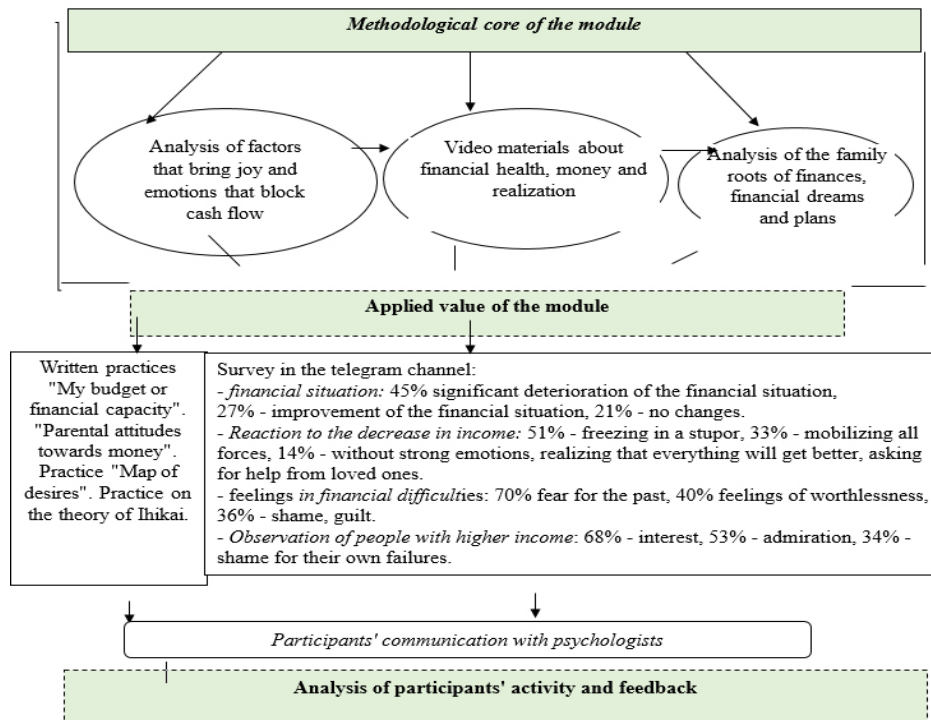 Methodological core of the module
Analysis of factors
that bring joy and
emotions that block
cash flow
Video materials about
financial health, money and
realization
Analysis of the family
roots of finances,
financial dreams
and plans
Applied value of the module
Written practices
"My budget or
financial capacity".
"Parental attitudes
towards money".
Practice "Map of
desires". Practice on
the theory of Ihikai.
Survey in the telegram channel:
- financial situation: 45% significant deterioration of the financial situation,
27% - improvement of the financial situation, 21% - no changes.
- Reaction to the decrease in income: 51% - freezing in a stupor, 33% - mobilizing all
forces, 14% - without strong emotions, realizing that everything will get better, asking
for help from loved ones.
- feelings in financial difficulties: 70% fear for the past, 40% feelings of worthlessness,
36% - shame, guilt.
- Observation of people with higher income: 68% - interest, 53% - admiration, 34% -
shame for their own failures.
Participants' communication with psychologists
Analysis of participants' activity and feedback